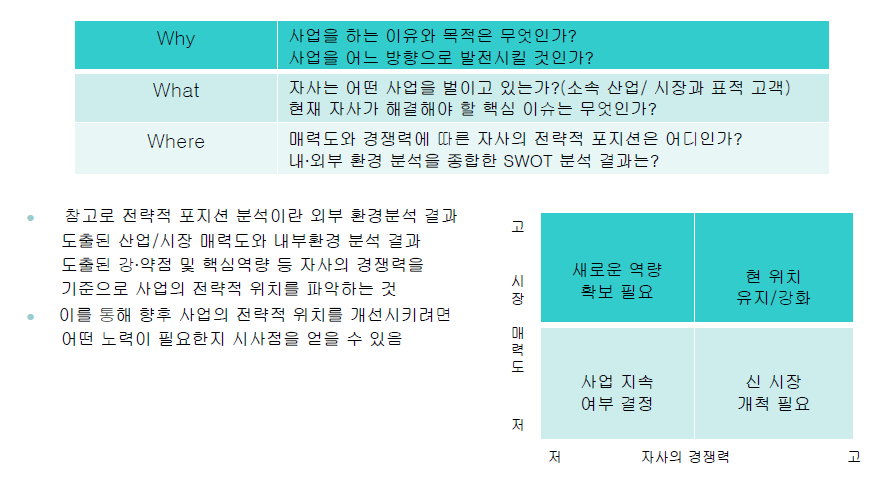 Why
사업을 하는 이유와 목적은 무엇인가?
사업을 어느 방향으로 발전시킬 것인가?
What
자사는 어떤 사업을 벌이고 있는가?(소속 산업/ 시장과 표적 고객)
현재 자사가 해결해야 할 핵심 이슈는 무엇인가?
Where
매력도와 경쟁력에 따른 자사의 전략적 포지션은 어디인가?
내·외부 환경 분석을 종합한 SWOT 분석 결과는?
참고로 전략적 포지션 분석이란 외부 환경분석 결과
도출된 산업/시장 매력도와 내부환경 분석 결과
도출된 강·약점 및 핵심역량 등 자사의 경쟁력을
기준으로 사업의 전략적 위치를 파악하는 것
이를 통해 향후 사업의 전략적 위치를 개선시키려면
어떤 노력이 필요한지 시사점을 얻을 수 있음
고
시
장
매
력
도
저
새로운 역량
확보 필요
현 위치
유지/강화
사업 지속
여부 결정
신 시장
개척 필요
저
자사의 경쟁력
고